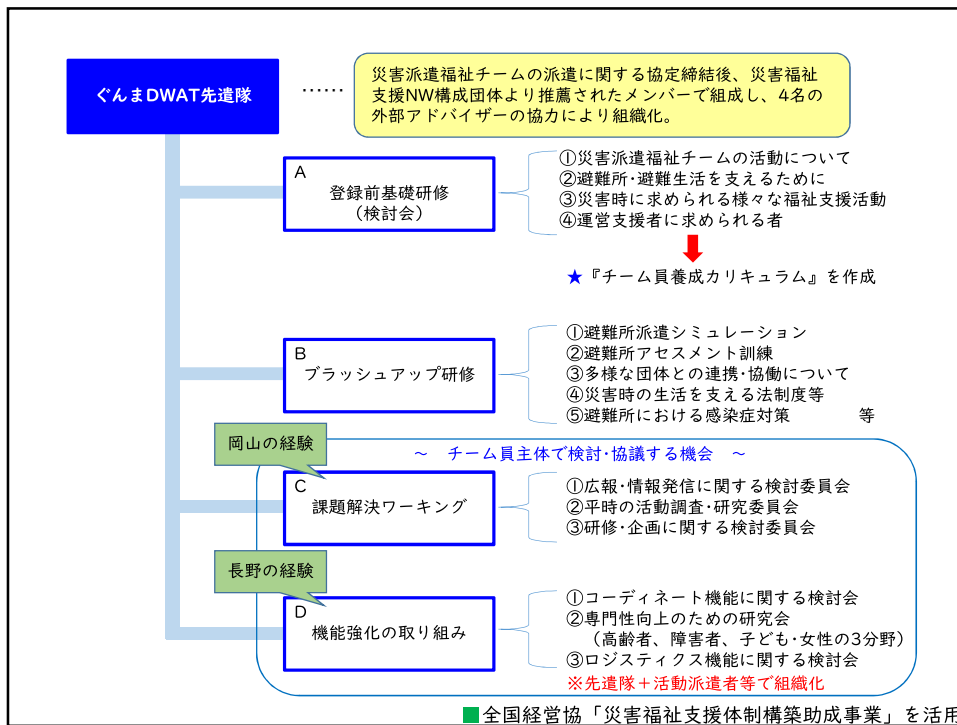 ぐんまDWAT先遣隊
……
災害派遣福祉チームの派遣に関する協定締結後、災害福祉
支援NW構成団体より推薦されたメンバーで組成し、4名の
外部アドバイザーの協力により組織化。
A
登録前基礎研修
（検討会）
①災害派遣福祉チームの活動について
②避難所・避難生活を支えるために
③災害時に求められる様々な福祉支援活動
④運営支援者に求められる者
★『チーム員養成カリキュラム』を作成
B
ブラッシュアップ研修
①避難所派遣シミュレーション
②避難所アセスメント訓練
③多様な団体との連携・協働について
④災害時の生活を支える法制度等
⑤避難所における感染症対策　　　等
岡山の経験
～　チーム員主体で検討・協議する機会　～
C
課題解決ワーキング
①広報・情報発信に関する検討委員会
②平時の活動調査・研究委員会
③研修・企画に関する検討委員会
長野の経験
D
機能強化の取り組み
①コーディネート機能に関する検討会
②専門性向上のための研究会
（高齢者、障害者、子ども・女性の3分野）
③ロジスティクス機能に関する検討会
※先遣隊＋活動派遣者等で組織化
■全国経営協「災害福祉支援体制構築助成事業」を活用